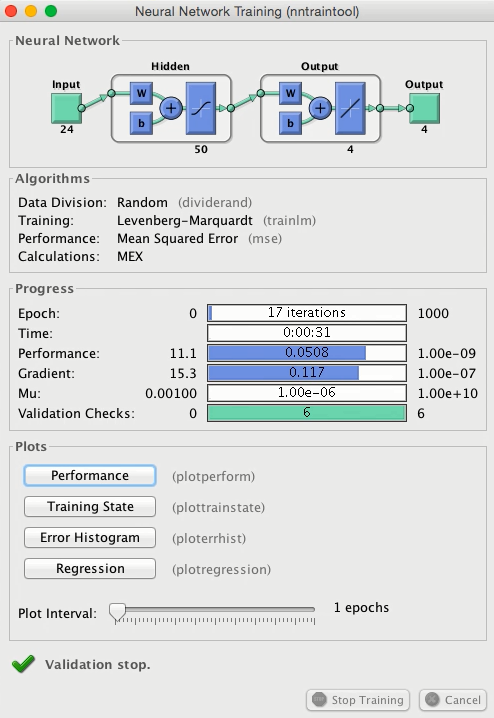 Neural Network Training (nntraintool)
Neural Network
Hidden Output
Input Output
W W
b b
24 50 4 4
Algorithms
Data Division: Random (dividerand)
Training: Levenberg-Marquardt (trainlm)
Performance: Mean Squared Error (mse)
Calculations: MEX
Progress
Epoch: 0 17 iterations 1000
Time: 0:00:31
Performance: 11.1 0.0508 1.00e-09
Gradient: 15.3 0.117 1.00e-07
Mu: 0.00100 1.00e-06 1.00e+10
Validation Checks: 0 6 6
Plots
Performance (plotperform)
Training State (plottrainstate)
Error Histogram (ploterrhist)
Regression (plotregression)
Plot Interval: 1 epochs
Validation stop.
Stop Training Cancel